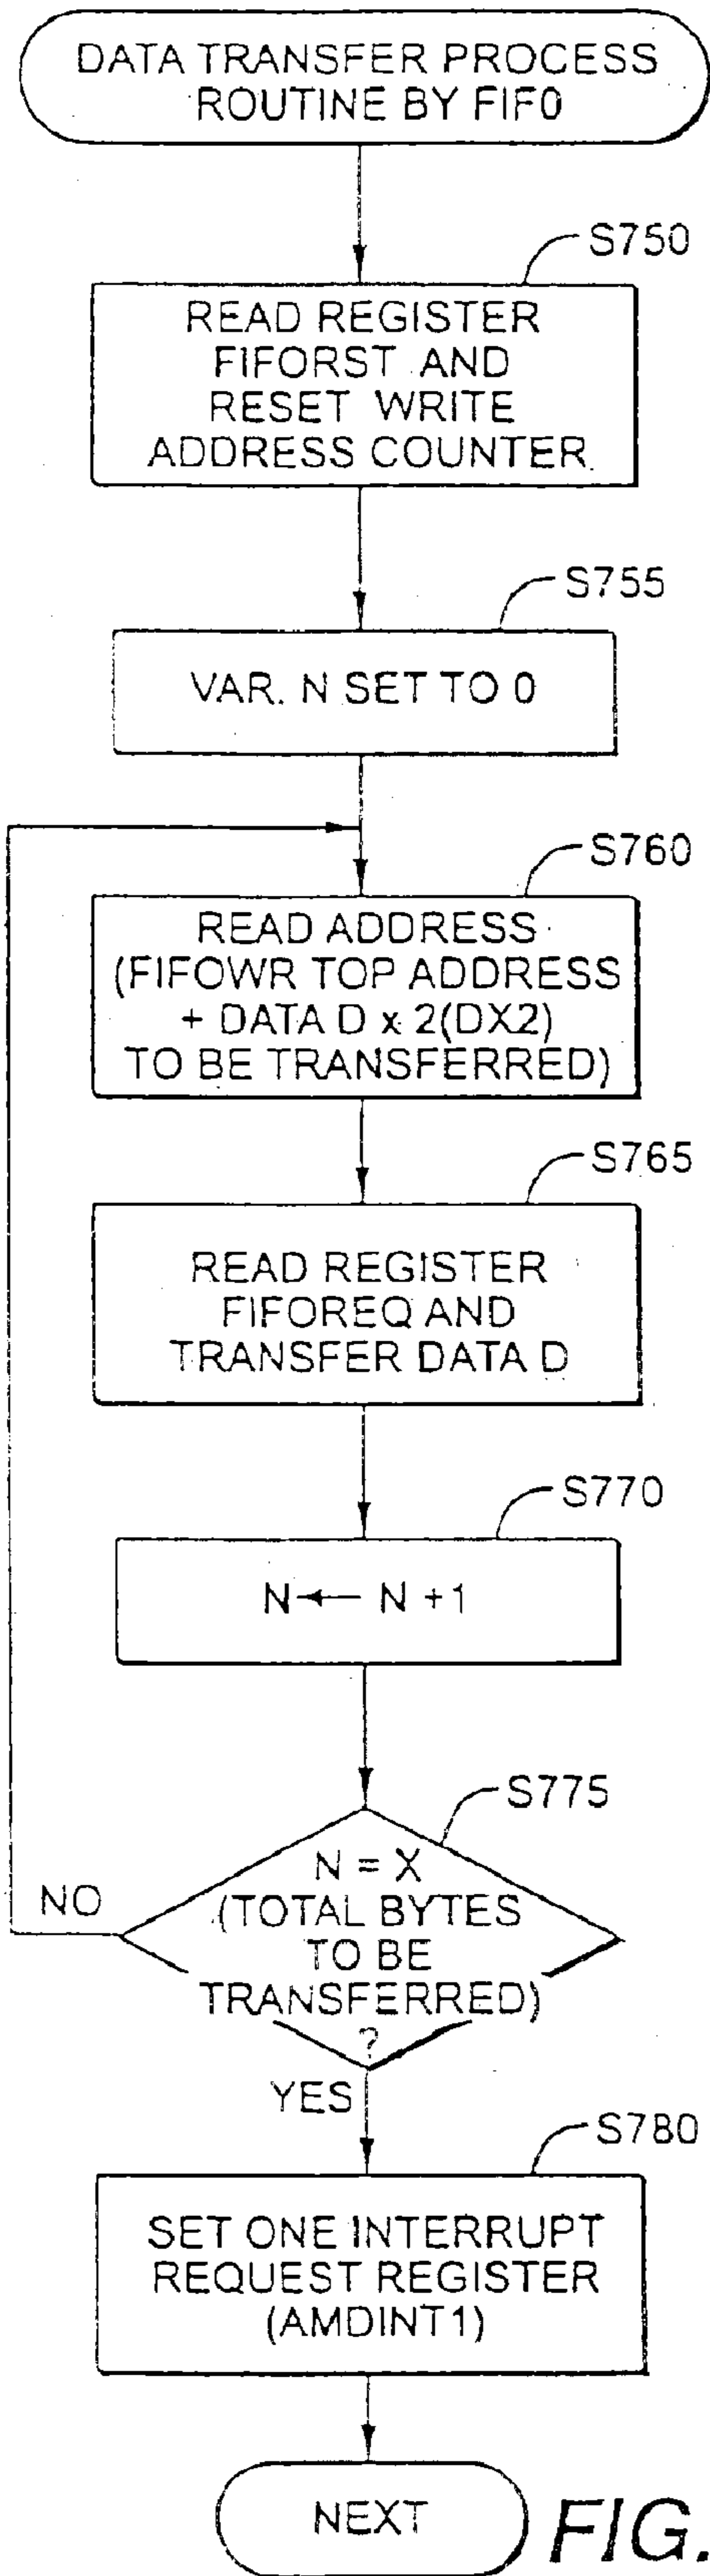 DATA TRANSFER PROCESS
ROUTINE BY FIFO
S750
READ REGISTER
FIFORST AND
RESET WRITE
ADDRESS COUNTER
S755
VAR. N SET TO 0
S760
READ ADDRESS
(FIFOWR TOP ADDRESS
+ DATA D x 2(DX2)
TO BE TRANSFERRED)
S765
READ REGISTER
FIFOREQ AND
TRANSFER DATA D
S770
N ← N +1
S775
N = X
(TOTAL BYTES
TO BE
TRANSFERRED)
?
NO
YES
S780
SET ONE INTERRUPT
REQUEST REGISTER
(AMDINT1)
NEXT
FIG.